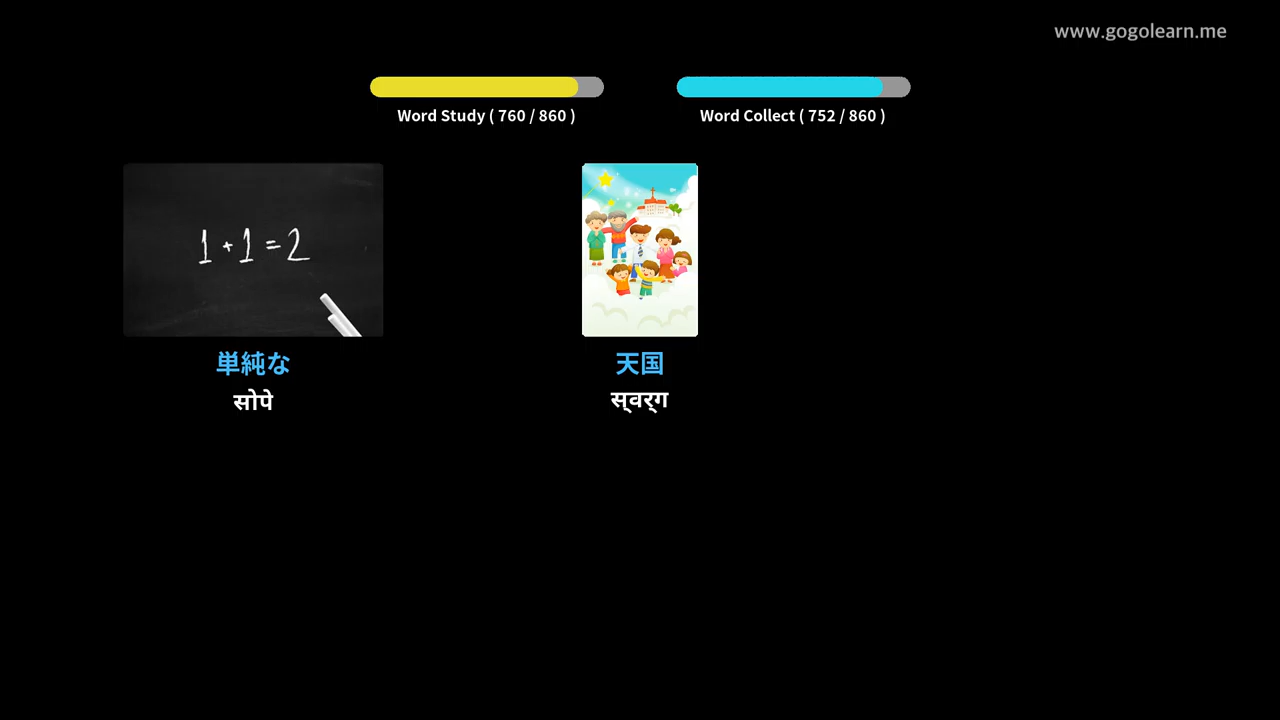 www.gogolearn.me
Word Study ( 760 / 860 )
Word Collect ( 752 / 860 )
1 + 1 = 2
単純な
सोपे
天国
स्वर्ग